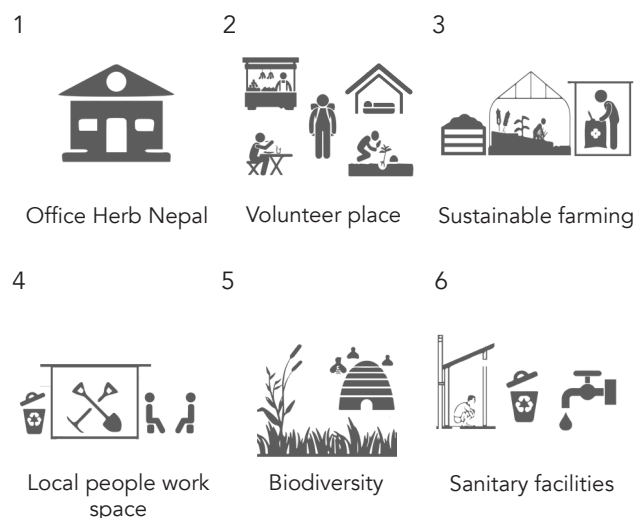 1
2
3
Office Herb Nepal
Volunteer place
Sustainable farming
4
5
6
Local people work
space
Biodiversity
Sanitary facilities